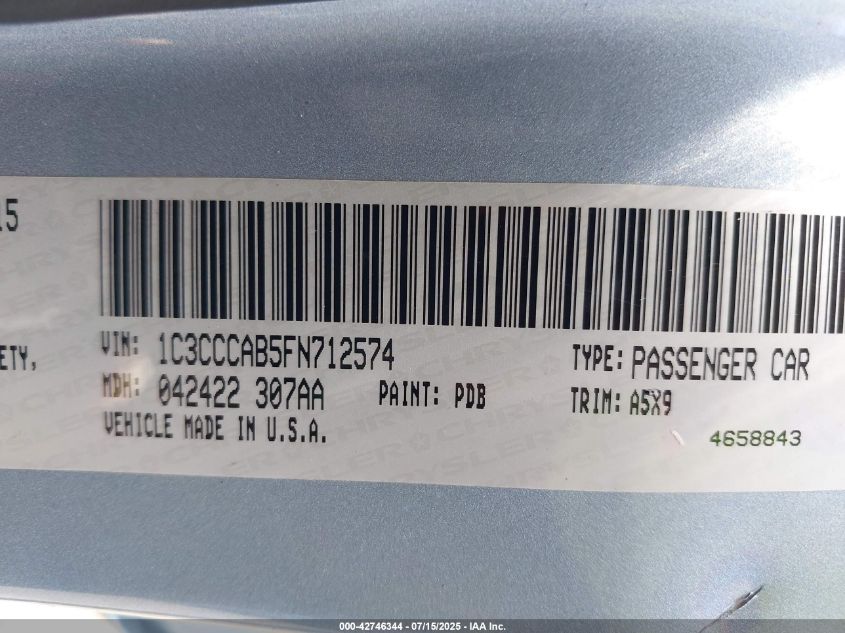 15
ETY,
VIN: 1C3CCCAB5FN712574
TYPE: PASSENGER CAR
MDH: 042422 307AA
PAINT: PDB
TRIM: A5X9
VEHICLE MADE IN U.S.A.
4658843
000-42746344 - 07/15/2025 - IAA Inc.